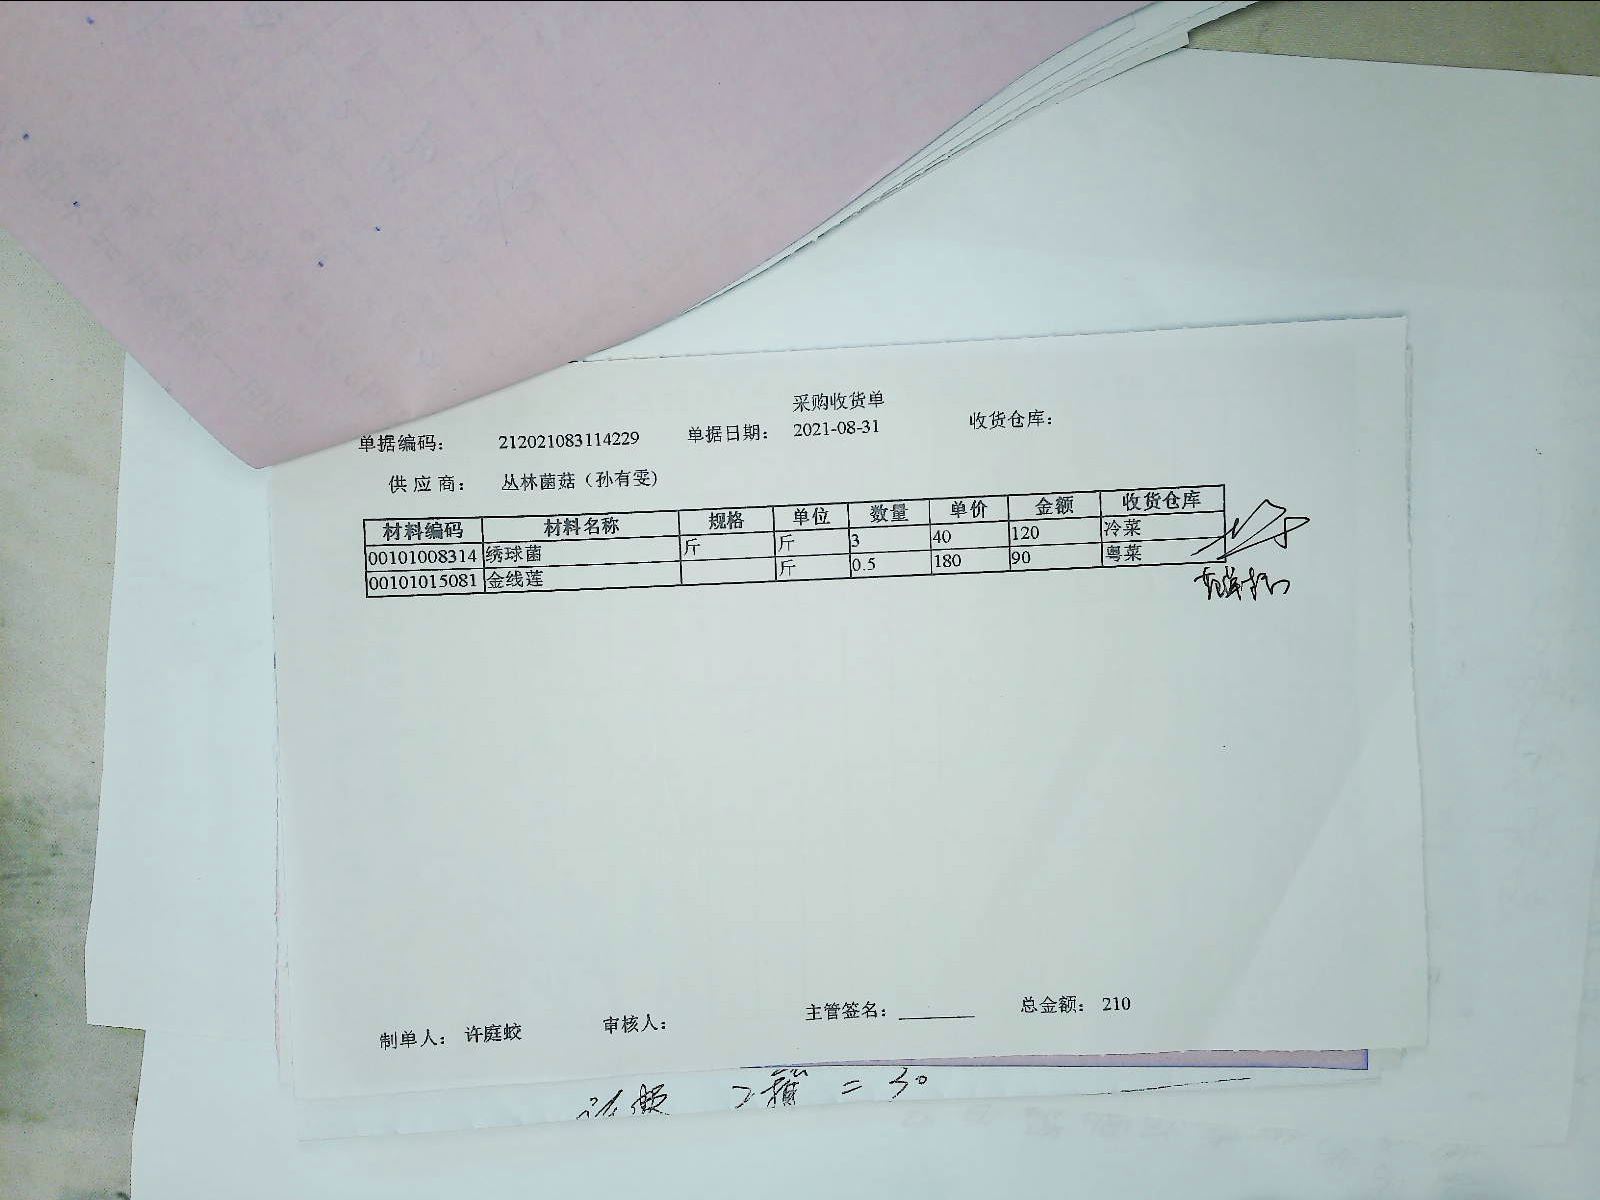 采购收货单
单据编码： 212021083114229 单据日期： 2021-08-31 收货仓库：
供 应 商： 丛林菌菇（孙有雯)
材料编码 材料名称 规格 单位 数量 单价 金额 收货仓库
00101008314 绣球菌 斤 斤 3 40 120 冷菜
00101015081 金线莲 斤 0.5 180 90 粤菜
制单人： 许庭蛟 审核人： 主管签名：________ 总金额： 210
= 30